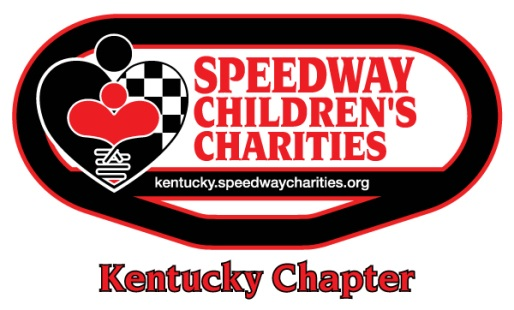 SPEEDWAY
CHILDREN'S
CHARITIES
kentucky.speedwaycharities.org
Kentucky Chapter